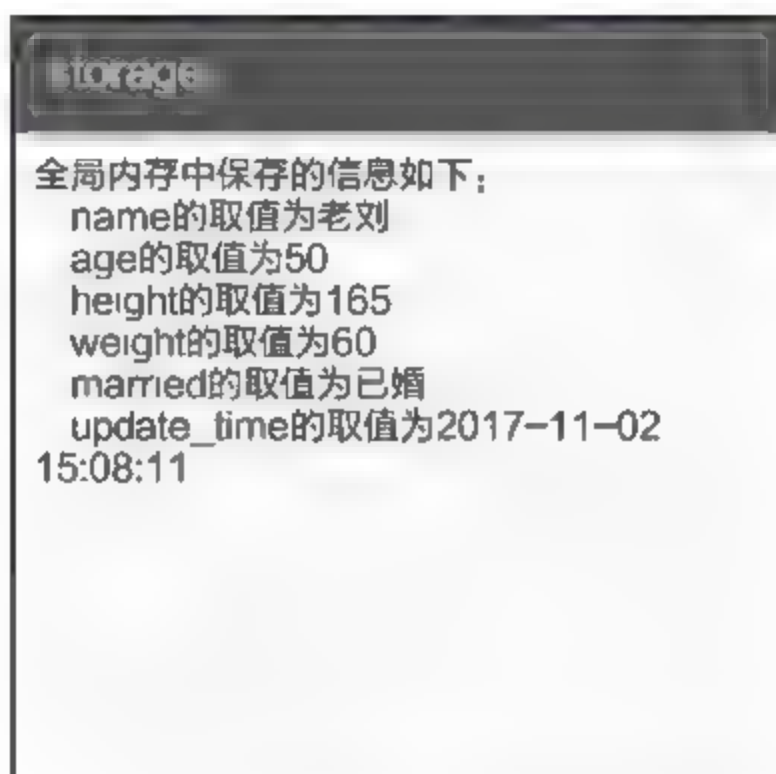 storage
全局内存中保存的信息如下：
name的取值为老刘
age的取值为50
height的取值为165
weight的取值为60
married的取值为已婚
update_time的取值为2017-11-02
15:08:11